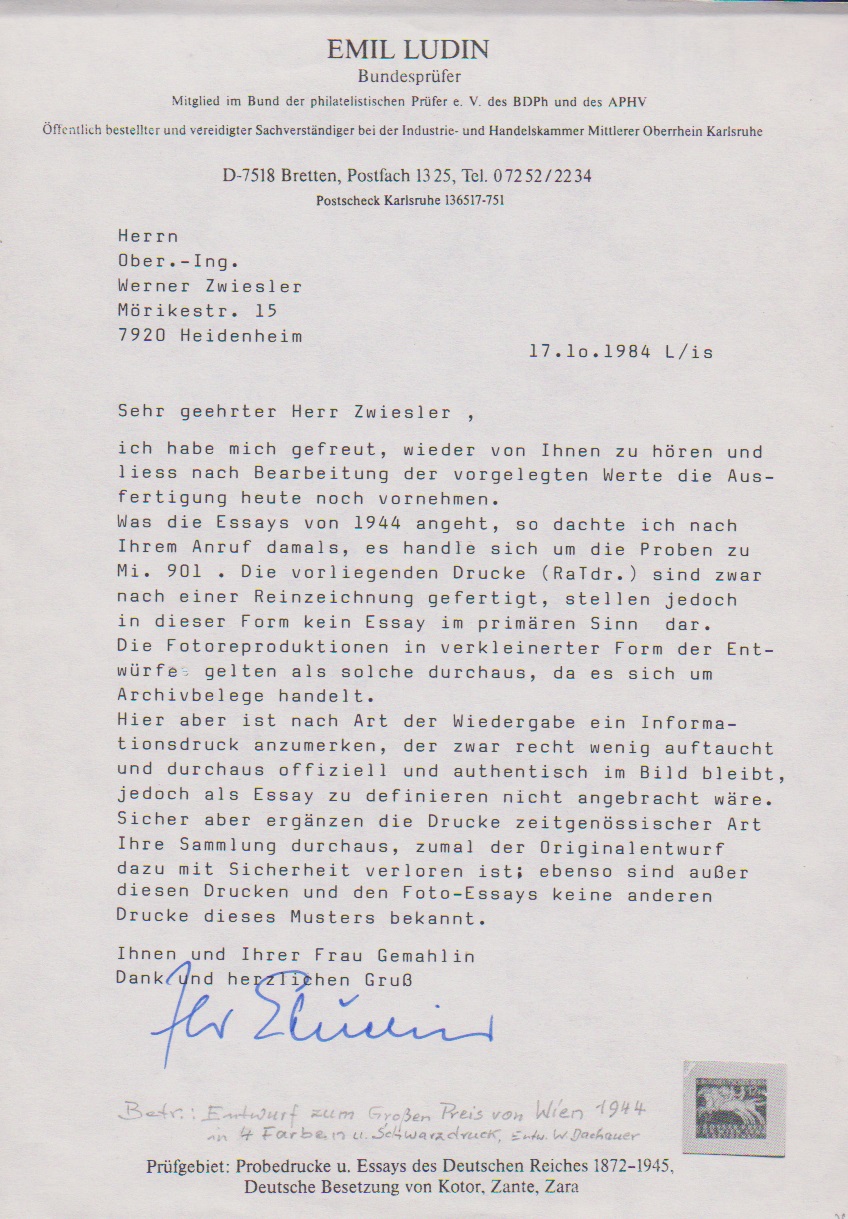 EMIL LUDIN
Bundesprüfer
Mitglied im Bund der philatelistischen Prüfer e. V. des BDPh und des APHV
Öffentlich bestellter und vereidigter Sachverständiger bei der Industrie- und Handelskammer Mittlerer Oberrhein Karlsruhe
D-7518 Bretten, Postfach 13 25, Tel. 0 72 52 / 22 34
Postscheck Karlsruhe 136517-751
Herrn
Ober.-Ing.
Werner Zwiesler
Mörikestr. 15
7920 Heidenheim
17.lo.1984 L/is
Sehr geehrter Herr Zwiesler ,
ich habe mich gefreut, wieder von Ihnen zu hören und
liess nach Bearbeitung der vorgelegten Werte die Aus-
fertigung heute noch vornehmen.
Was die Essays von 1944 angeht, so dachte ich nach
Ihrem Anruf damals, es handle sich um die Proben zu
Mi. 90l . Die vorliegenden Drucke (RaTdr.) sind zwar
nach einer Reinzeichnung gefertigt, stellen jedoch
in dieser Form kein Essay im primären Sinn dar.
Die Fotoreproduktionen in verkleinerter Form der Ent-
würfe gelten als solche durchaus, da es sich um
Archivbelege handelt.
Hier aber ist nach Art der Wiedergabe ein Informa-
tionsdruck anzumerken, der zwar recht wenig auftaucht
und durchaus offiziell und authentisch im Bild bleibt,
jedoch als Essay zu definieren nicht angebracht wäre.
Sicher aber ergänzen die Drucke zeitgenössischer Art
Ihre Sammlung durchaus, zumal der Originalentwurf
dazu mit Sicherheit verloren ist; ebenso sind außer
diesen Drucken und den Foto-Essays keine anderen
Drucke dieses Musters bekannt.
Ihnen und Ihrer Frau Gemahlin
Dank und herzlichen Gruß
Ihr ELudin
Betr.: Entwurf zum Großen Preis von Wien 1944
in 4 Farben u. Schwarzdruck, Entw. W. Dachauer
Prüfgebiet: Probedrucke u. Essays des Deutschen Reiches 1872–1945,
Deutsche Besetzung von Kotor, Zante, Zara